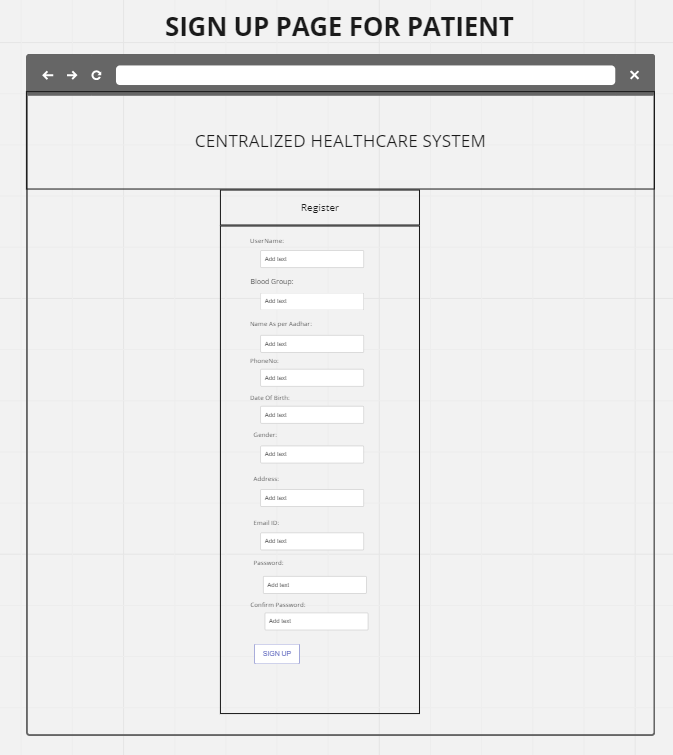 SIGN UP PAGE FOR PATIENT
CENTRALIZED HEALTHCARE SYSTEM
Register
UserName:
Add text
Blood Group:
Add text
Name As per Aadhar:
Add text
PhoneNo:
Add text
Date Of Birth:
Add text
Gender:
Add text
Address:
Add text
Email ID:
Add text
Password:
Add text
Confirm Password:
Add text
SIGN UP